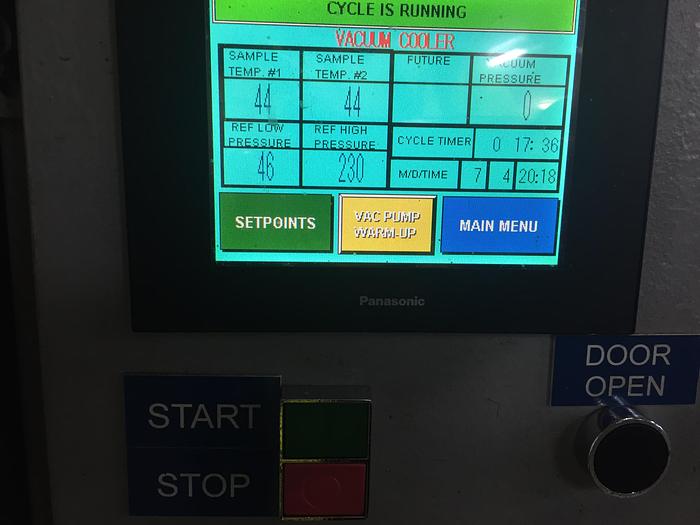 CYCLE IS RUNNING
VACUUM COOLER
SAMPLE TEMP. #1
SAMPLE TEMP. #2
FUTURE
VACUUM PRESSURE
44
44
0
REF LOW PRESSURE
REF HIGH PRESSURE
CYCLE TIMER
0 17: 36
46
230
M/D/TIME
7
4
20:18
SETPOINTS
VAC PUMP
WARM-UP
MAIN MENU
Panasonic
DOOR
OPEN
START
STOP